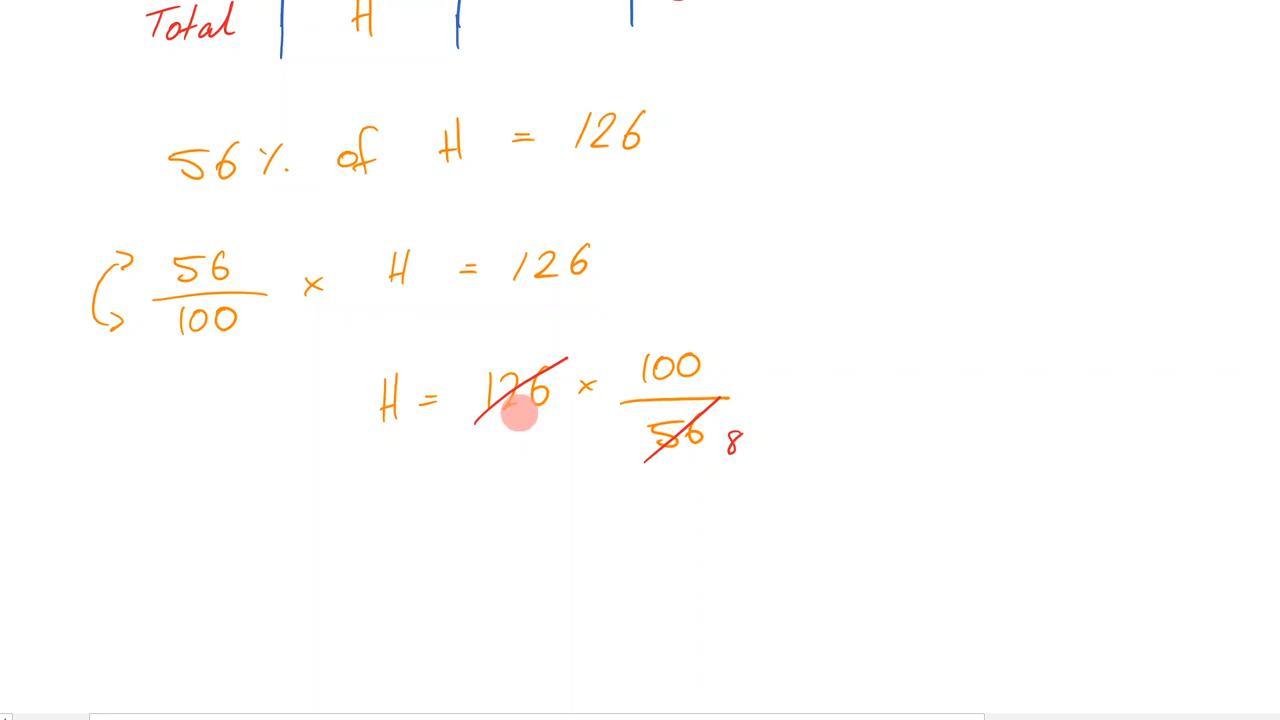 Total H
56% of H = 126
56/100 × H = 126
H = 126 × 100/56 8